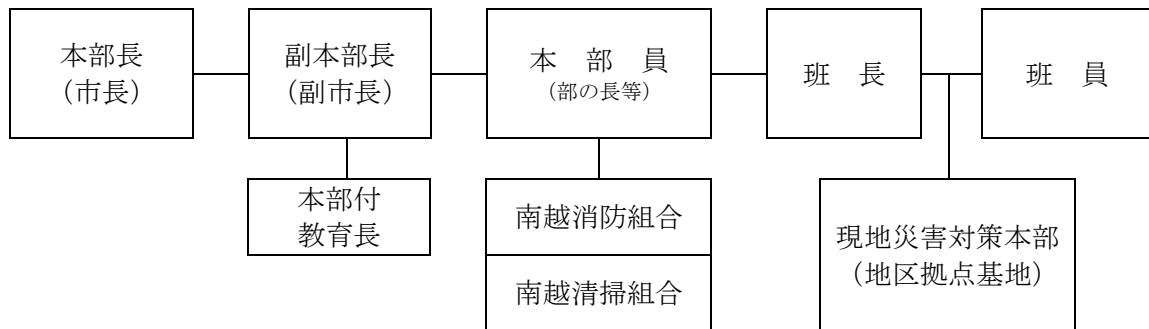 本部長
(市長)
副本部長
(副市長)
本　部　員
(部の長等)
班　長
班　員
本部付
教育長
南越消防組合
南越清掃組合
現地災害対策本部
(地区拠点基地)